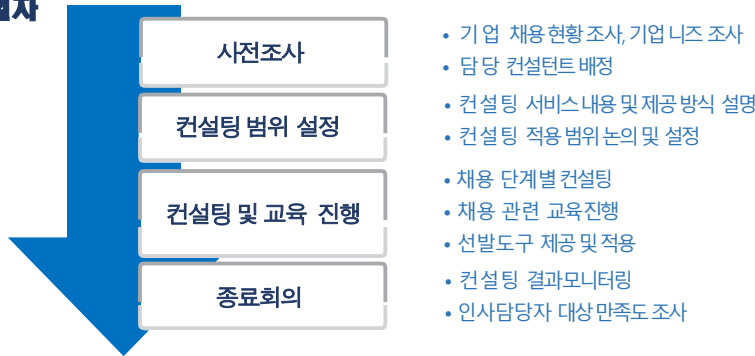 사전조사
• 기업 채용현황 조사, 기업 니즈 조사
• 담당 컨설턴트 배정
컨설팅 범위 설정
• 컨설팅 서비스 내용 및 제공 방식 설명
• 컨설팅 적용 범위 논의 및 설정
컨설팅 및 교육 진행
• 채용 단계별 컨설팅
• 채용 관련 교육진행
• 선발도구 제공 및 적용
종료회의
• 컨설팅 결과모니터링
• 인사담당자 대상 만족도 조사